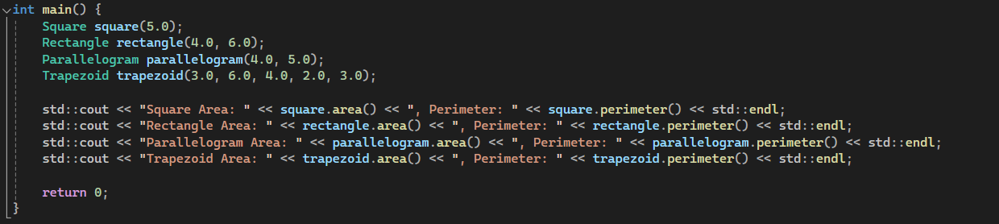 int main() {
    Square square(5.0);
    Rectangle rectangle(4.0, 6.0);
    Parallelogram parallelogram(4.0, 5.0);
    Trapezoid trapezoid(3.0, 6.0, 4.0, 2.0, 3.0);

    std::cout << "Square Area: " << square.area() << ", Perimeter: " << square.perimeter() << std::endl;
    std::cout << "Rectangle Area: " << rectangle.area() << ", Perimeter: " << rectangle.perimeter() << std::endl;
    std::cout << "Parallelogram Area: " << parallelogram.area() << ", Perimeter: " << parallelogram.perimeter() << std::endl;
    std::cout << "Trapezoid Area: " << trapezoid.area() << ", Perimeter: " << trapezoid.perimeter() << std::endl;

    return 0;
}